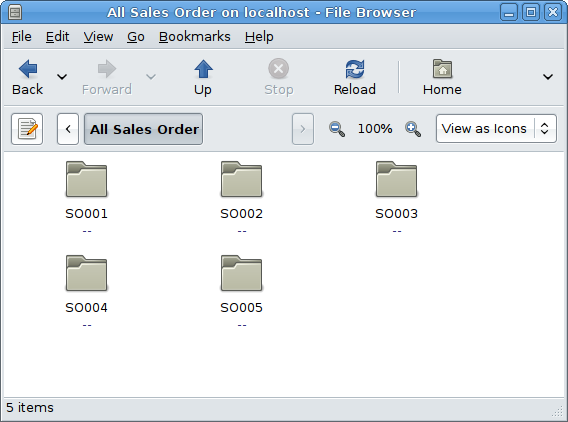 All Sales Order on localhost - File Browser
File Edit View Go Bookmarks Help
Back Forward Up Stop Reload Home
All Sales Order 100% View as Icons
SO001 SO002 SO003
-- -- --
SO004 SO005
-- --
5 items